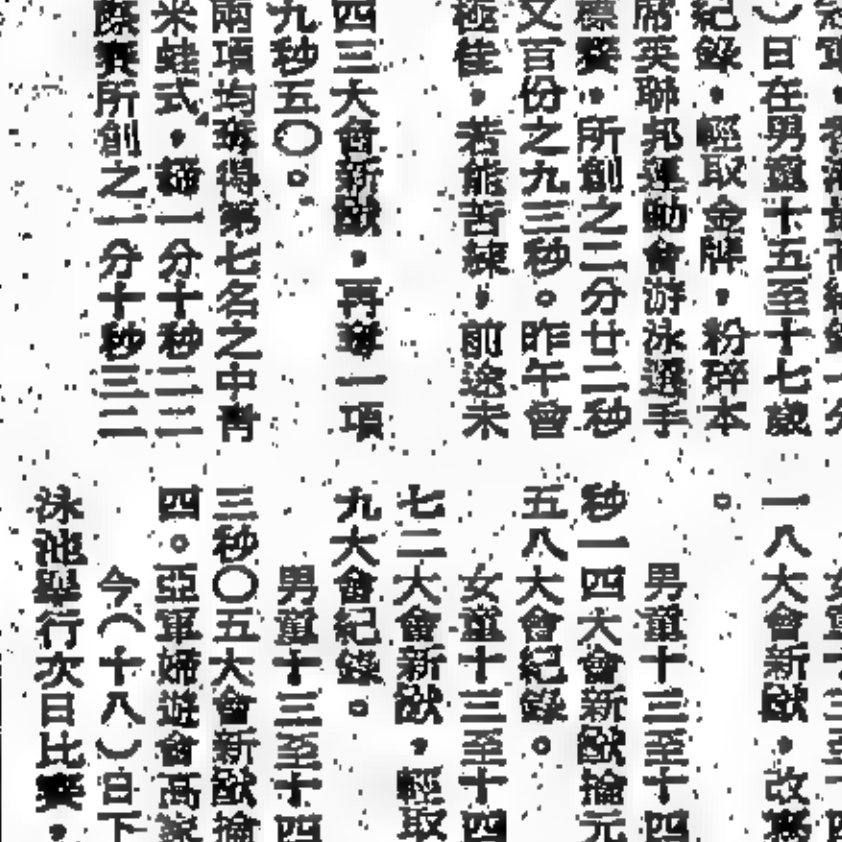 ）日在男童十五至十七歲
紀錄，輕取金牌，粉碎本
席英聯邦運動會游泳選手
標賽，所創之二分廿二秒
又百份之九三秒。昨午曾
極佳，若能苦練，前途未
四三大會新猷，再奪一項
九秒五〇。
兩項均奪得第七名之中青
米蛙式，締一分十秒二二
際賽所創之一分十秒三二
一八大會新猷，改寫
。
男童十三至十四
秒一四大會新猷掄元
五八大會紀錄。
女童十三至十四
七二大會新猷，輕取
九大會紀錄。
男童十三至十四
三秒〇五大會新猷掄
四。亞軍婦遊會高家
今（十八）日下
泳池舉行次日比賽，